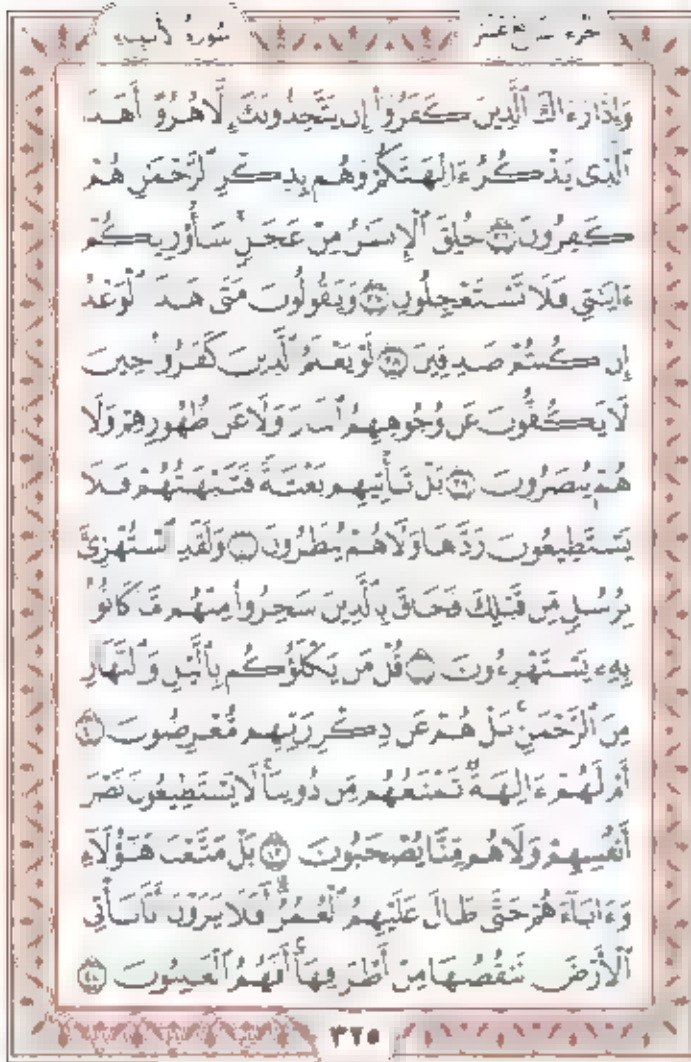 سورة الأنبياء
الجزء السابع عشر
وَإِذَا رَءَاكَ ٱلَّذِينَ كَفَرُوٓا۟ إِن يَتَّخِذُونَكَ إِلَّا هُزُوًا أَهَـٰذَا
ٱلَّذِى يَذْكُرُ ءَالِهَتَكُمْ وَهُم بِذِكْرِ ٱلرَّحْمَـٰنِ هُمْ
كَـٰفِرُونَ ٣٦ خُلِقَ ٱلْإِنسَـٰنُ مِنْ عَجَلٍ سَأُو۟رِيكُمْ
ءَايَـٰتِى فَلَا تَسْتَعْجِلُونِ ٣٧ وَيَقُولُونَ مَتَىٰ هَـٰذَا ٱلْوَعْدُ
إِن كُنتُمْ صَـٰدِقِينَ ٣٨ لَوْ يَعْلَمُ ٱلَّذِينَ كَفَرُوا۟ حِينَ
لَا يَكُفُّونَ عَن وُجُوهِهِمُ ٱلنَّارَ وَلَا عَن ظُهُورِهِمْ وَلَا
هُمْ يُنصَرُونَ ٣٩ بَلْ تَأْتِيهِم بَغْتَةً فَتَبْهَتُهُمْ فَلَا
يَسْتَطِيعُونَ رَدَّهَا وَلَا هُمْ يُنظَرُونَ ٤٠ وَلَقَدِ ٱسْتُهْزِئَ
بِرُسُلٍ مِّن قَبْلِكَ فَحَاقَ بِٱلَّذِينَ سَخِرُوا۟ مِنْهُم مَّا كَانُوا۟
بِهِۦ يَسْتَهْزِءُونَ ٤١ قُلْ مَن يَكْلَؤُكُم بِٱلَّيْلِ وَٱلنَّهَارِ
مِنَ ٱلرَّحْمَـٰنِ بَلْ هُمْ عَن ذِكْرِ رَبِّهِم مُّعْرِضُونَ ٤٢
أَمْ لَهُمْ ءَالِهَةٌ تَمْنَعُهُم مِّن دُونِنَا لَا يَسْتَطِيعُونَ نَصْرَ
أَنفُسِهِمْ وَلَا هُم مِّنَّا يُصْحَبُونَ ٤٣ بَلْ مَتَّعْنَا هَـٰٓؤُلَآءِ
وَءَابَآءَهُمْ حَتَّىٰ طَالَ عَلَيْهِمُ ٱلْعُمُرُ أَفَلَا يَرَوْنَ أَنَّا نَأْتِى
ٱلْأَرْضَ نَنقُصُهَا مِنْ أَطْرَافِهَآ أَفَهُمُ ٱلْغَـٰلِبُونَ ٤٤
٣٢٥